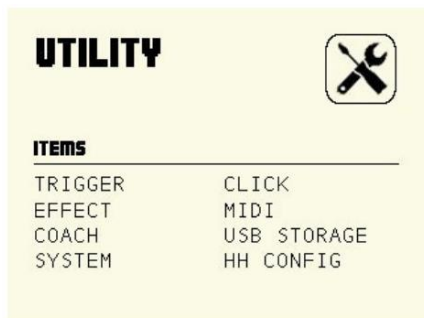 UTILITY
ITEMS
TRIGGER CLICK
EFFECT MIDI
COACH USB STORAGE
SYSTEM HH CONFIG